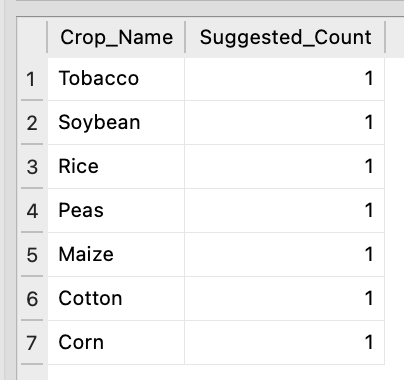 Crop_Name Suggested_Count
1 Tobacco 1
2 Soybean 1
3 Rice 1
4 Peas 1
5 Maize 1
6 Cotton 1
7 Corn 1